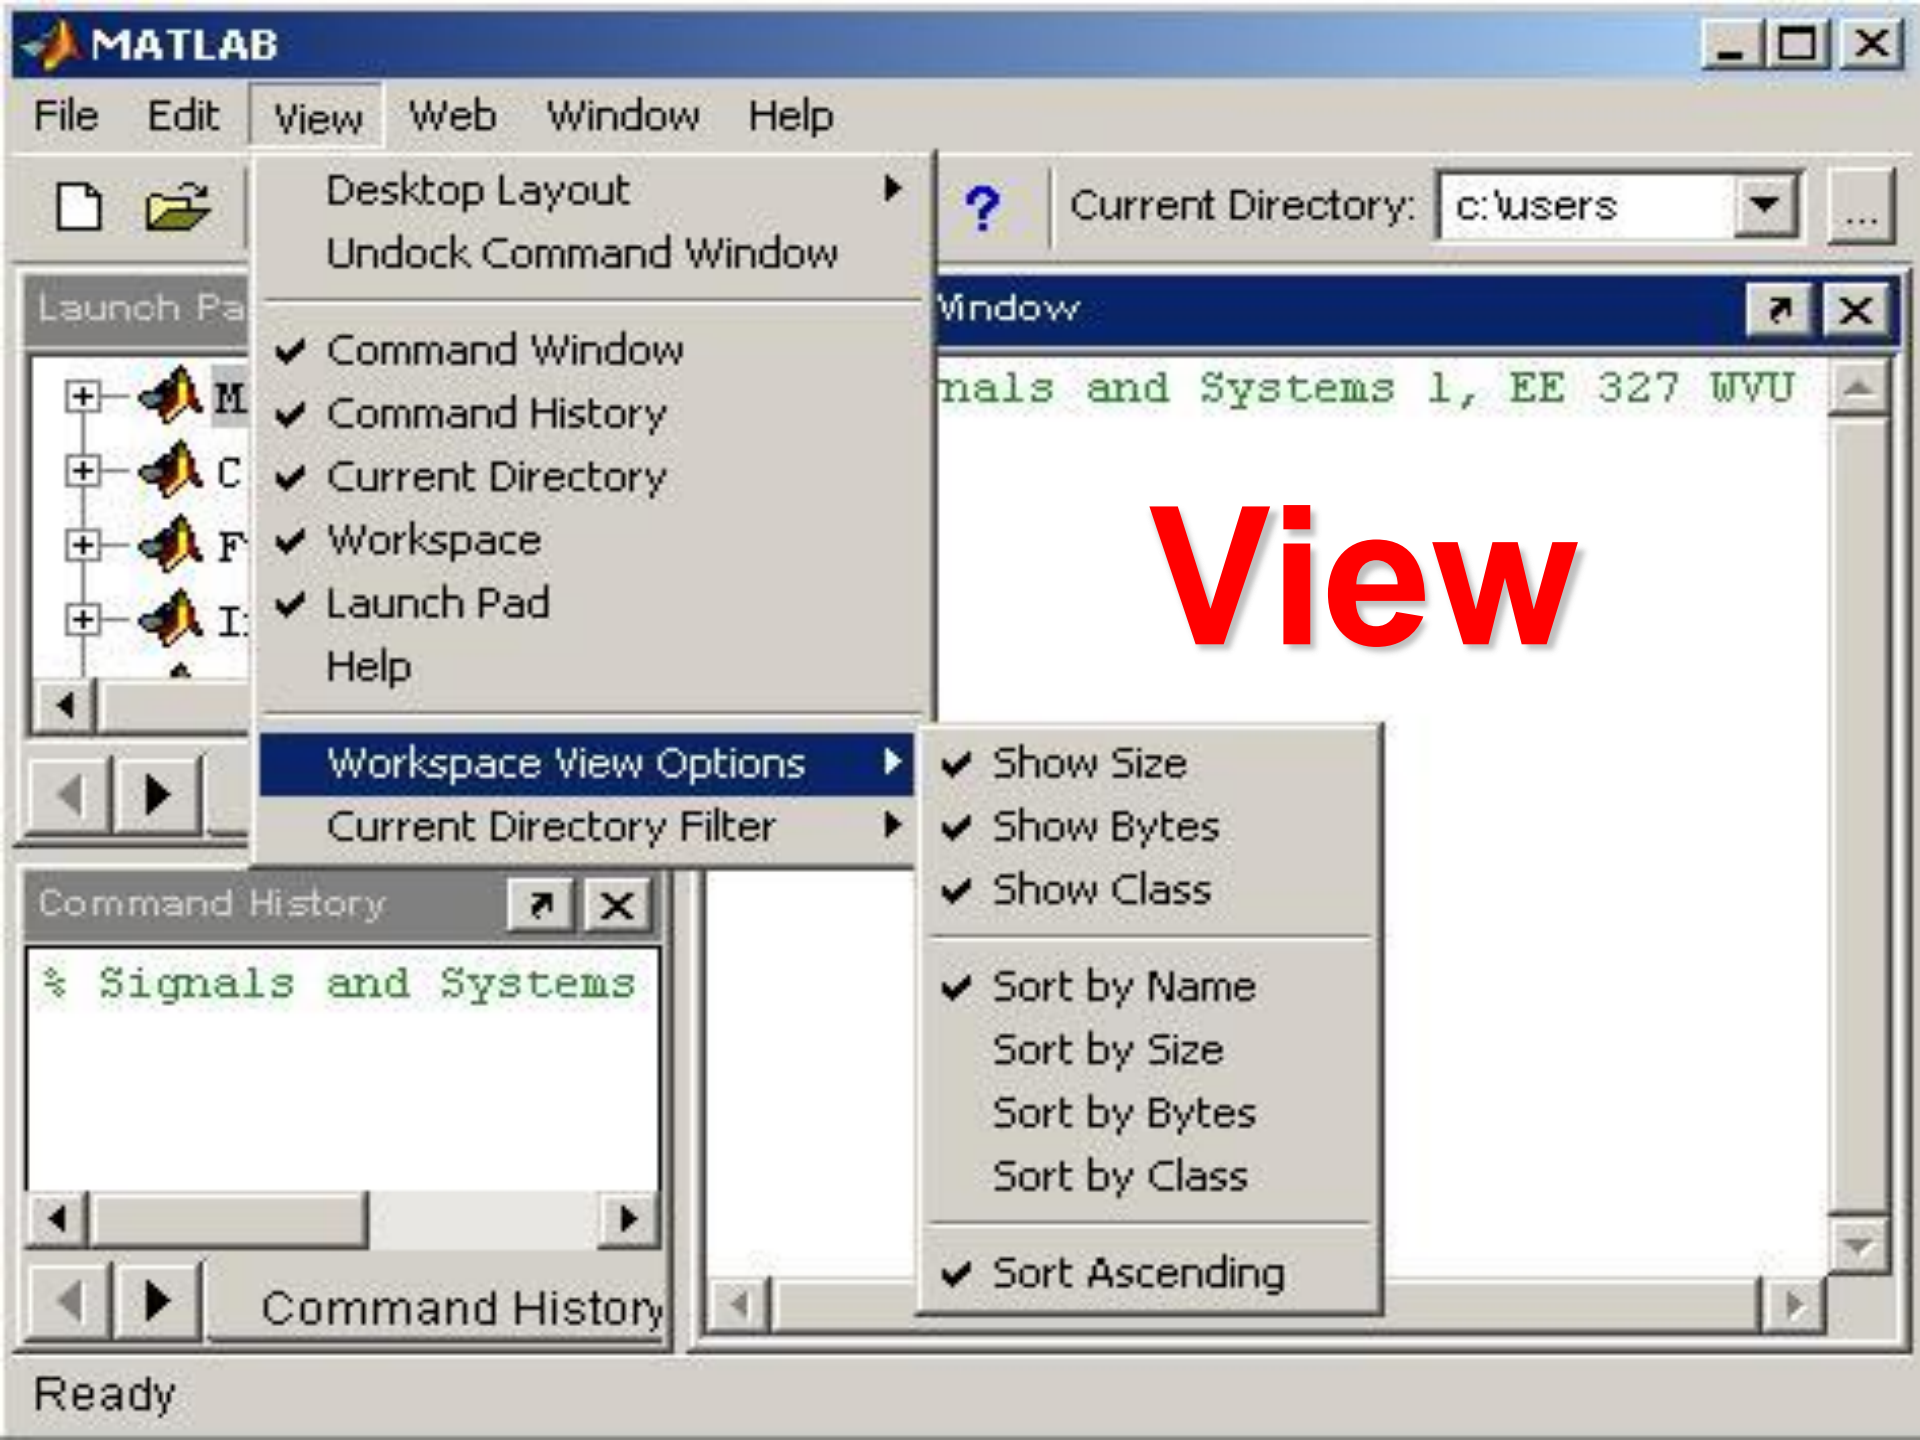 MATLAB
File Edit View Web Window Help
Current Directory: c:\users ...
Desktop Layout
Undock Command Window
Command Window
Command History
Current Directory
Workspace
Launch Pad
Help
Workspace View Options
Current Directory Filter
Show Size
Show Bytes
Show Class
Sort by Name
Sort by Size
Sort by Bytes
Sort by Class
Sort Ascending
Launch
Window
and Systems 1, EE 327 WVU
View
Command History
% Signals and Systems
Command History
Ready